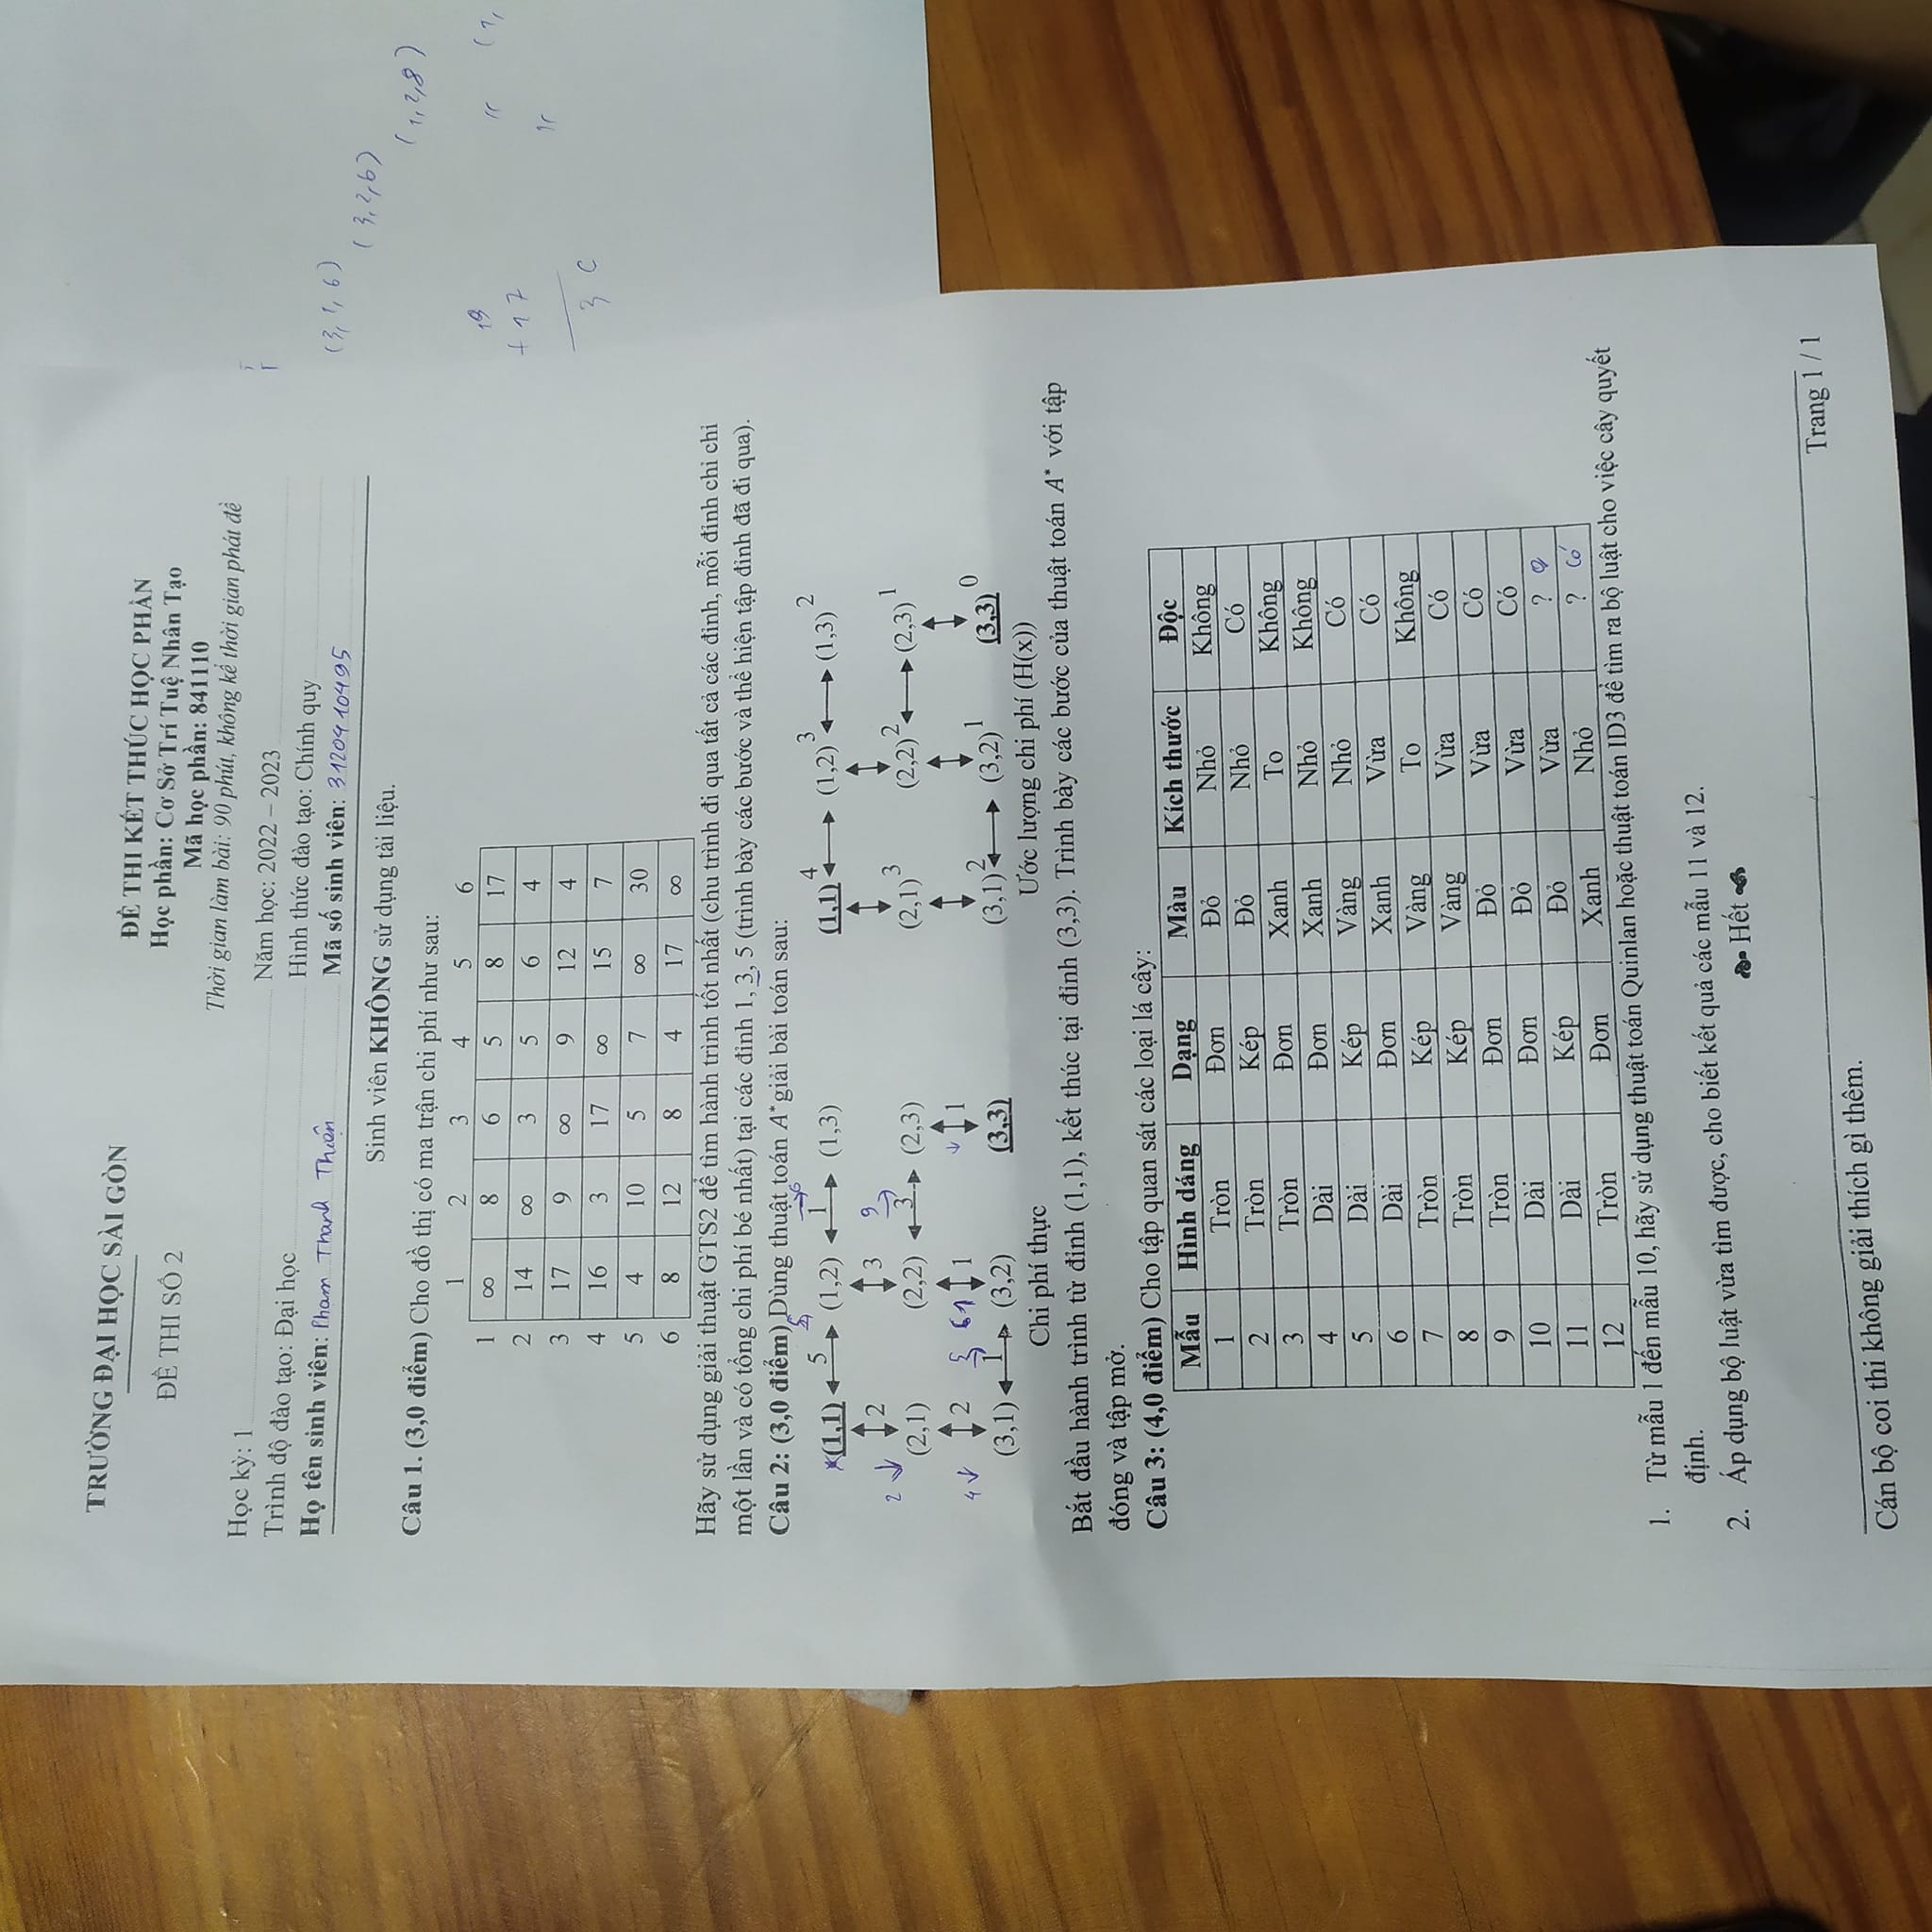 TRƯỜNG ĐẠI HỌC SÀI GÒN
ĐỀ THI SỐ 2
ĐỀ THI KẾT THÚC HỌC PHẦN
Học phần: Cơ Sở Trí Tuệ Nhân Tạo
Mã học phần: 841110
Thời gian làm bài: 90 phút, không kể thời gian phát đề
Học kỳ: 1 Năm học: 2022 – 2023
Trình độ đào tạo: Đại học Hình thức đào tạo: Chính quy
Họ tên sinh viên: Phạm Thanh Thuận Mã số sinh viên: 3120410495
Sinh viên KHÔNG sử dụng tài liệu.
Câu 1. (3,0 điểm) Cho đồ thị có ma trận chi phí như sau:
1 2 3 4 5 6
1 ∞ 8 6 5 8 17
2 14 ∞ 3 5 6 4
3 17 9 ∞ 9 12 4
4 16 3 17 ∞ 15 7
5 4 10 5 7 ∞ 30
6 8 12 8 4 17 ∞
Hãy sử dụng giải thuật GTS2 để tìm hành trình tốt nhất (chu trình đi qua tất cả các đỉnh, mỗi đỉnh chi chi
một lần và có tổng chi phí bé nhất) tại các đỉnh 1, 3, 5 (trình bày các bước và thể hiện tập đỉnh đã đi qua).
Câu 2: (3,0 điểm) Dùng thuật toán A* giải bài toán sau:
(1,1) 5 (1,2) 1 (1,3)
2 3
(2,1) (2,2) 3 (2,3)
2 1 1
(3,1) 1 (3,2) (3,3)
Chi phí thực
(1,1) 4 (1,2) 3 (1,3) 2
(2,1) 3 (2,2) 2 (2,3) 1
(3,1) 2 (3,2) 1 (3,3) 0
Ước lượng chi phí (H(x))
Bắt đầu hành trình từ đỉnh (1,1), kết thúc tại đỉnh (3,3). Trình bày các bước của thuật toán A* với tập
đóng và tập mở.
Câu 3: (4,0 điểm) Cho tập quan sát các loại lá cây:
Mẫu Hình dáng Dạng Màu Kích thước Độc
1 Tròn Đơn Đỏ Nhỏ Không
2 Tròn Kép Đỏ Nhỏ Có
3 Tròn Đơn Xanh To Không
4 Dài Đơn Xanh Nhỏ Không
5 Dài Kép Vàng Nhỏ Có
6 Dài Đơn Xanh Vừa Có
7 Tròn Kép Vàng To Không
8 Tròn Kép Vàng Vừa Có
9 Tròn Đơn Đỏ Vừa Có
10 Dài Đơn Đỏ Vừa Có
11 Dài Kép Đỏ Vừa ?
12 Tròn Đơn Xanh Nhỏ ? Có
1. Từ mẫu 1 đến mẫu 10, hãy sử dụng thuật toán Quinlan hoặc thuật toán ID3 để tìm ra bộ luật cho việc cây quyết
định.
2. Áp dụng bộ luật vừa tìm được, cho biết kết quả các mẫu 11 và 12.
Hết
Cán bộ coi thi không giải thích gì thêm.
Trang 1 / 1
(3,1,6) (3,2,6) (1,2,8)
19
+ 17